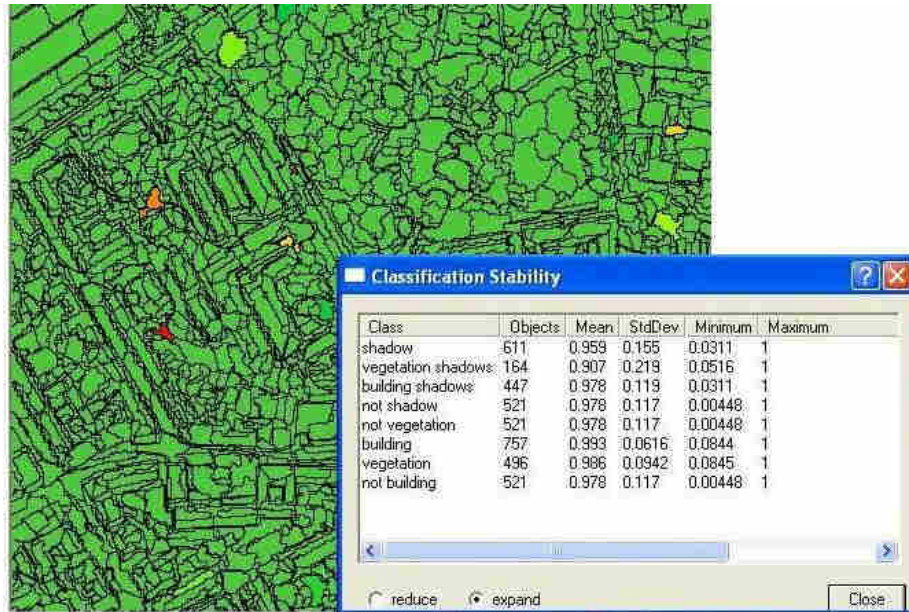 Classification Stability
Class Objects Mean StdDev Minimum Maximum
shadow 611 0.959 0.155 0.0311 1
vegetation shadows 164 0.907 0.219 0.0516 1
building shadows 447 0.978 0.119 0.0311 1
not shadow 521 0.978 0.117 0.00448 1
not vegetation 521 0.978 0.117 0.00448 1
building 757 0.993 0.0616 0.0844 1
vegetation 496 0.986 0.0942 0.0845 1
not building 521 0.978 0.117 0.00448 1
reduce expand Close